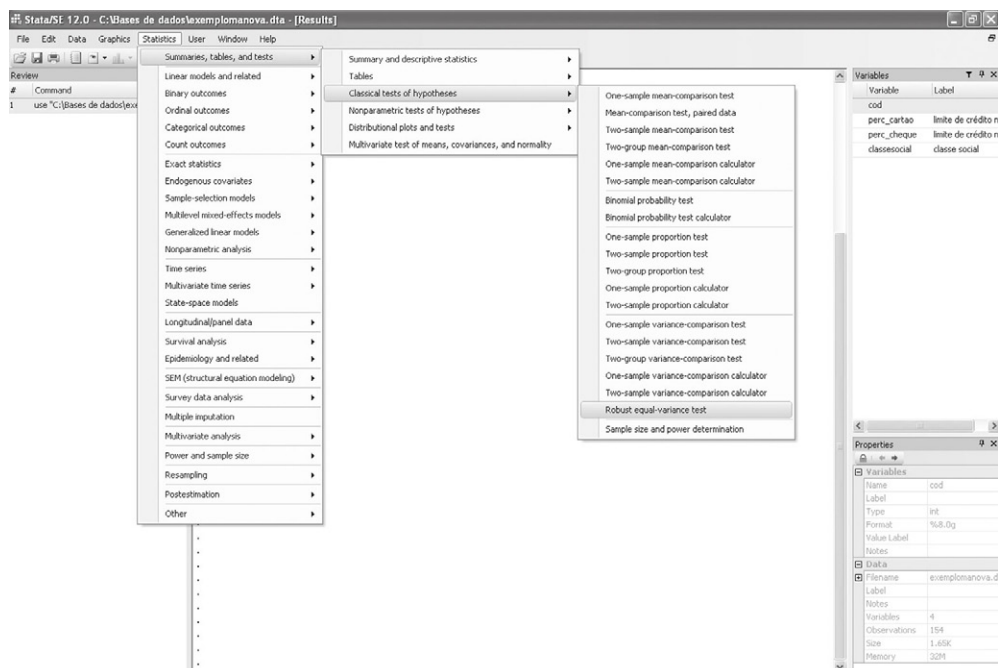 Stata/SE 12.0 - C:\Bases de dados\exemplomanova.dta - [Results]
File Edit Data Graphics Statistics User Window Help
Review
# Command
1 use "C:\Bases de dados\exe
Summaries, tables, and tests
Linear models and related
Binary outcomes
Ordinal outcomes
Categorical outcomes
Count outcomes
Exact statistics
Endogenous covariates
Sample-selection models
Multilevel mixed-effects models
Generalized linear models
Nonparametric analysis
Time series
Multivariate time series
State-space models
Longitudinal/panel data
Survival analysis
Epidemiology and related
SEM (structural equation modeling)
Survey data analysis
Multiple imputation
Multivariate analysis
Power and sample size
Resampling
Postestimation
Other
Summary and descriptive statistics
Tables
Classical tests of hypotheses
Nonparametric tests of hypotheses
Distributional plots and tests
Multivariate test of means, covariances, and normality
One-sample mean-comparison test
Mean-comparison test, paired data
Two-sample mean-comparison test
Two-group mean-comparison test
One-sample mean-comparison calculator
Two-sample mean-comparison calculator
Binomial probability test
Binomial probability test calculator
One-sample proportion test
Two-sample proportion test
Two-group proportion test
One-sample proportion calculator
Two-sample proportion calculator
One-sample variance-comparison test
Two-sample variance-comparison test
Two-group variance-comparison test
One-sample variance-comparison calculator
Two-sample variance-comparison calculator
Robust equal-variance test
Sample size and power determination
Variables
Variable Label
cod
perc_cartao limite de crédito n
perc_cheque limite de crédito n
classesocial classe social
Properties
Variables
Name cod
Label
Type int
Format %8.0g
Value Label
Notes
Data
Filename exemplomanova.d
Label
Notes
Variables 4
Observations 154
Size 1.65K
Memory 32M